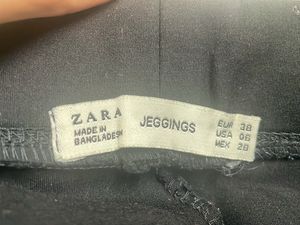 ZARA
MADE IN
BANGLADESH
JEGGINGS
EUR 38
USA 06
MEX 28